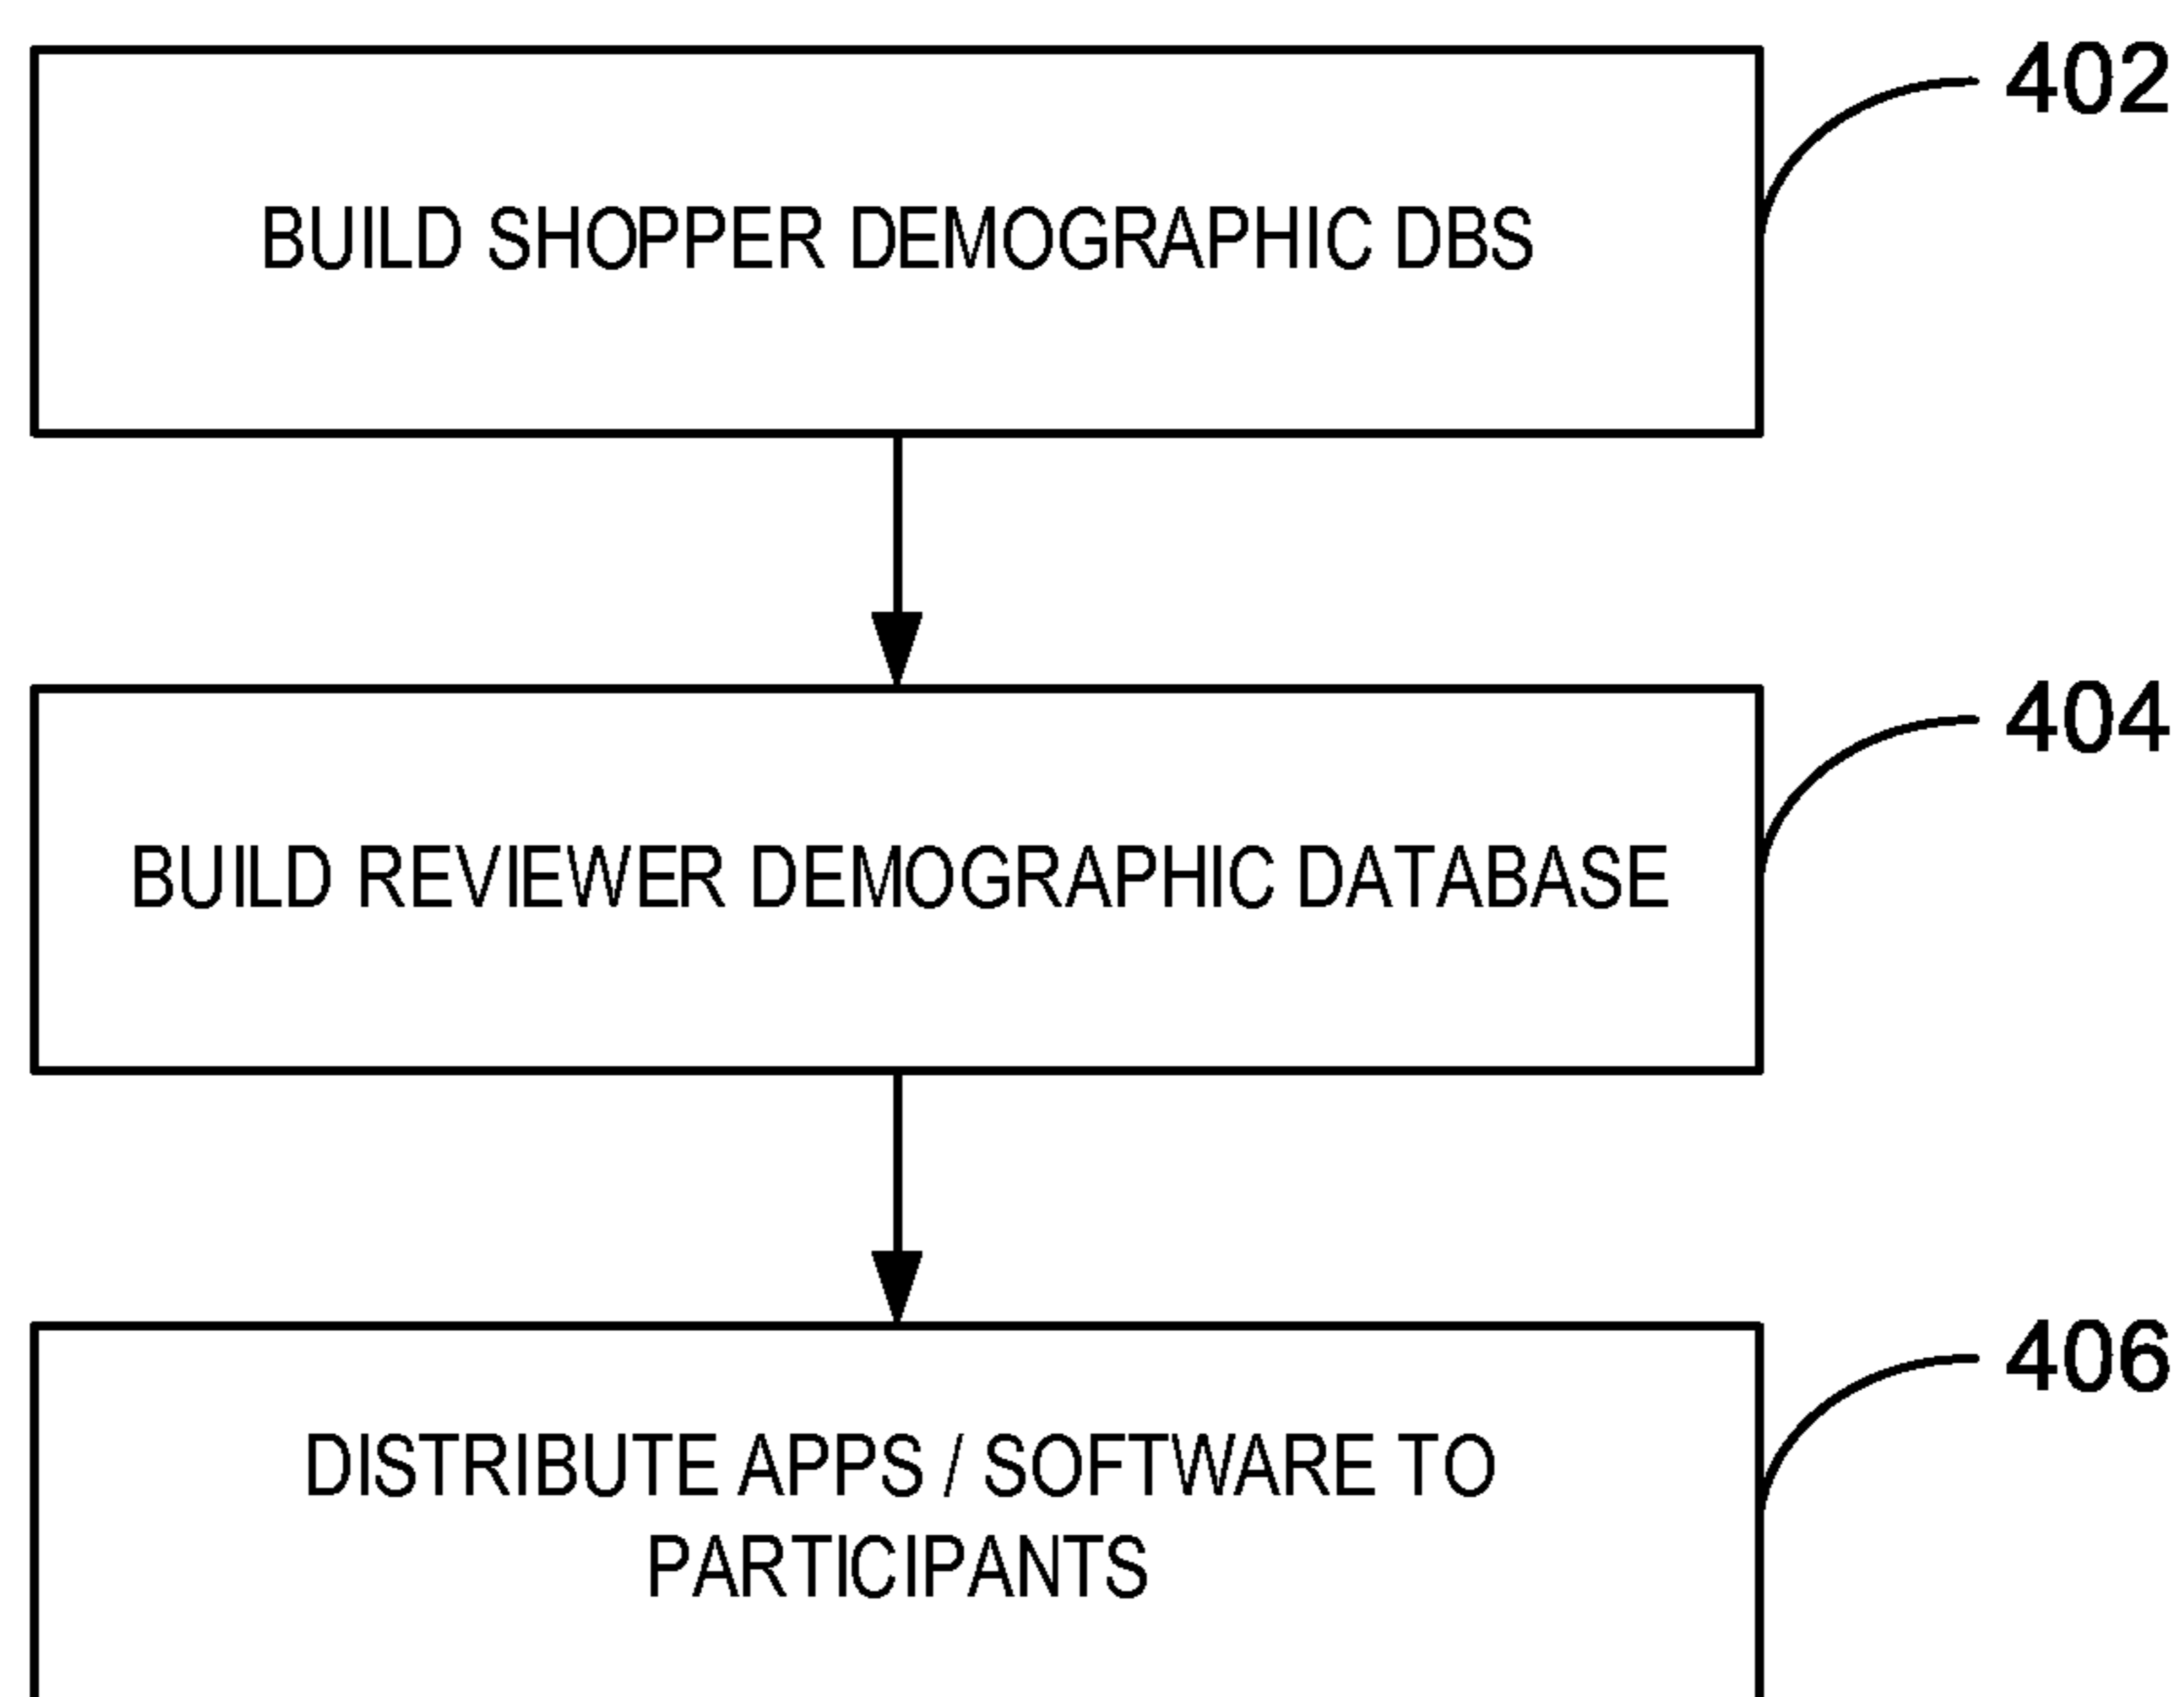 402
BUILD SHOPPER DEMOGRAPHIC DBS
404
BUILD REVIEWER DEMOGRAPHIC DATABASE
406
DISTRIBUTE APPS / SOFTWARE TO
PARTICIPANTS